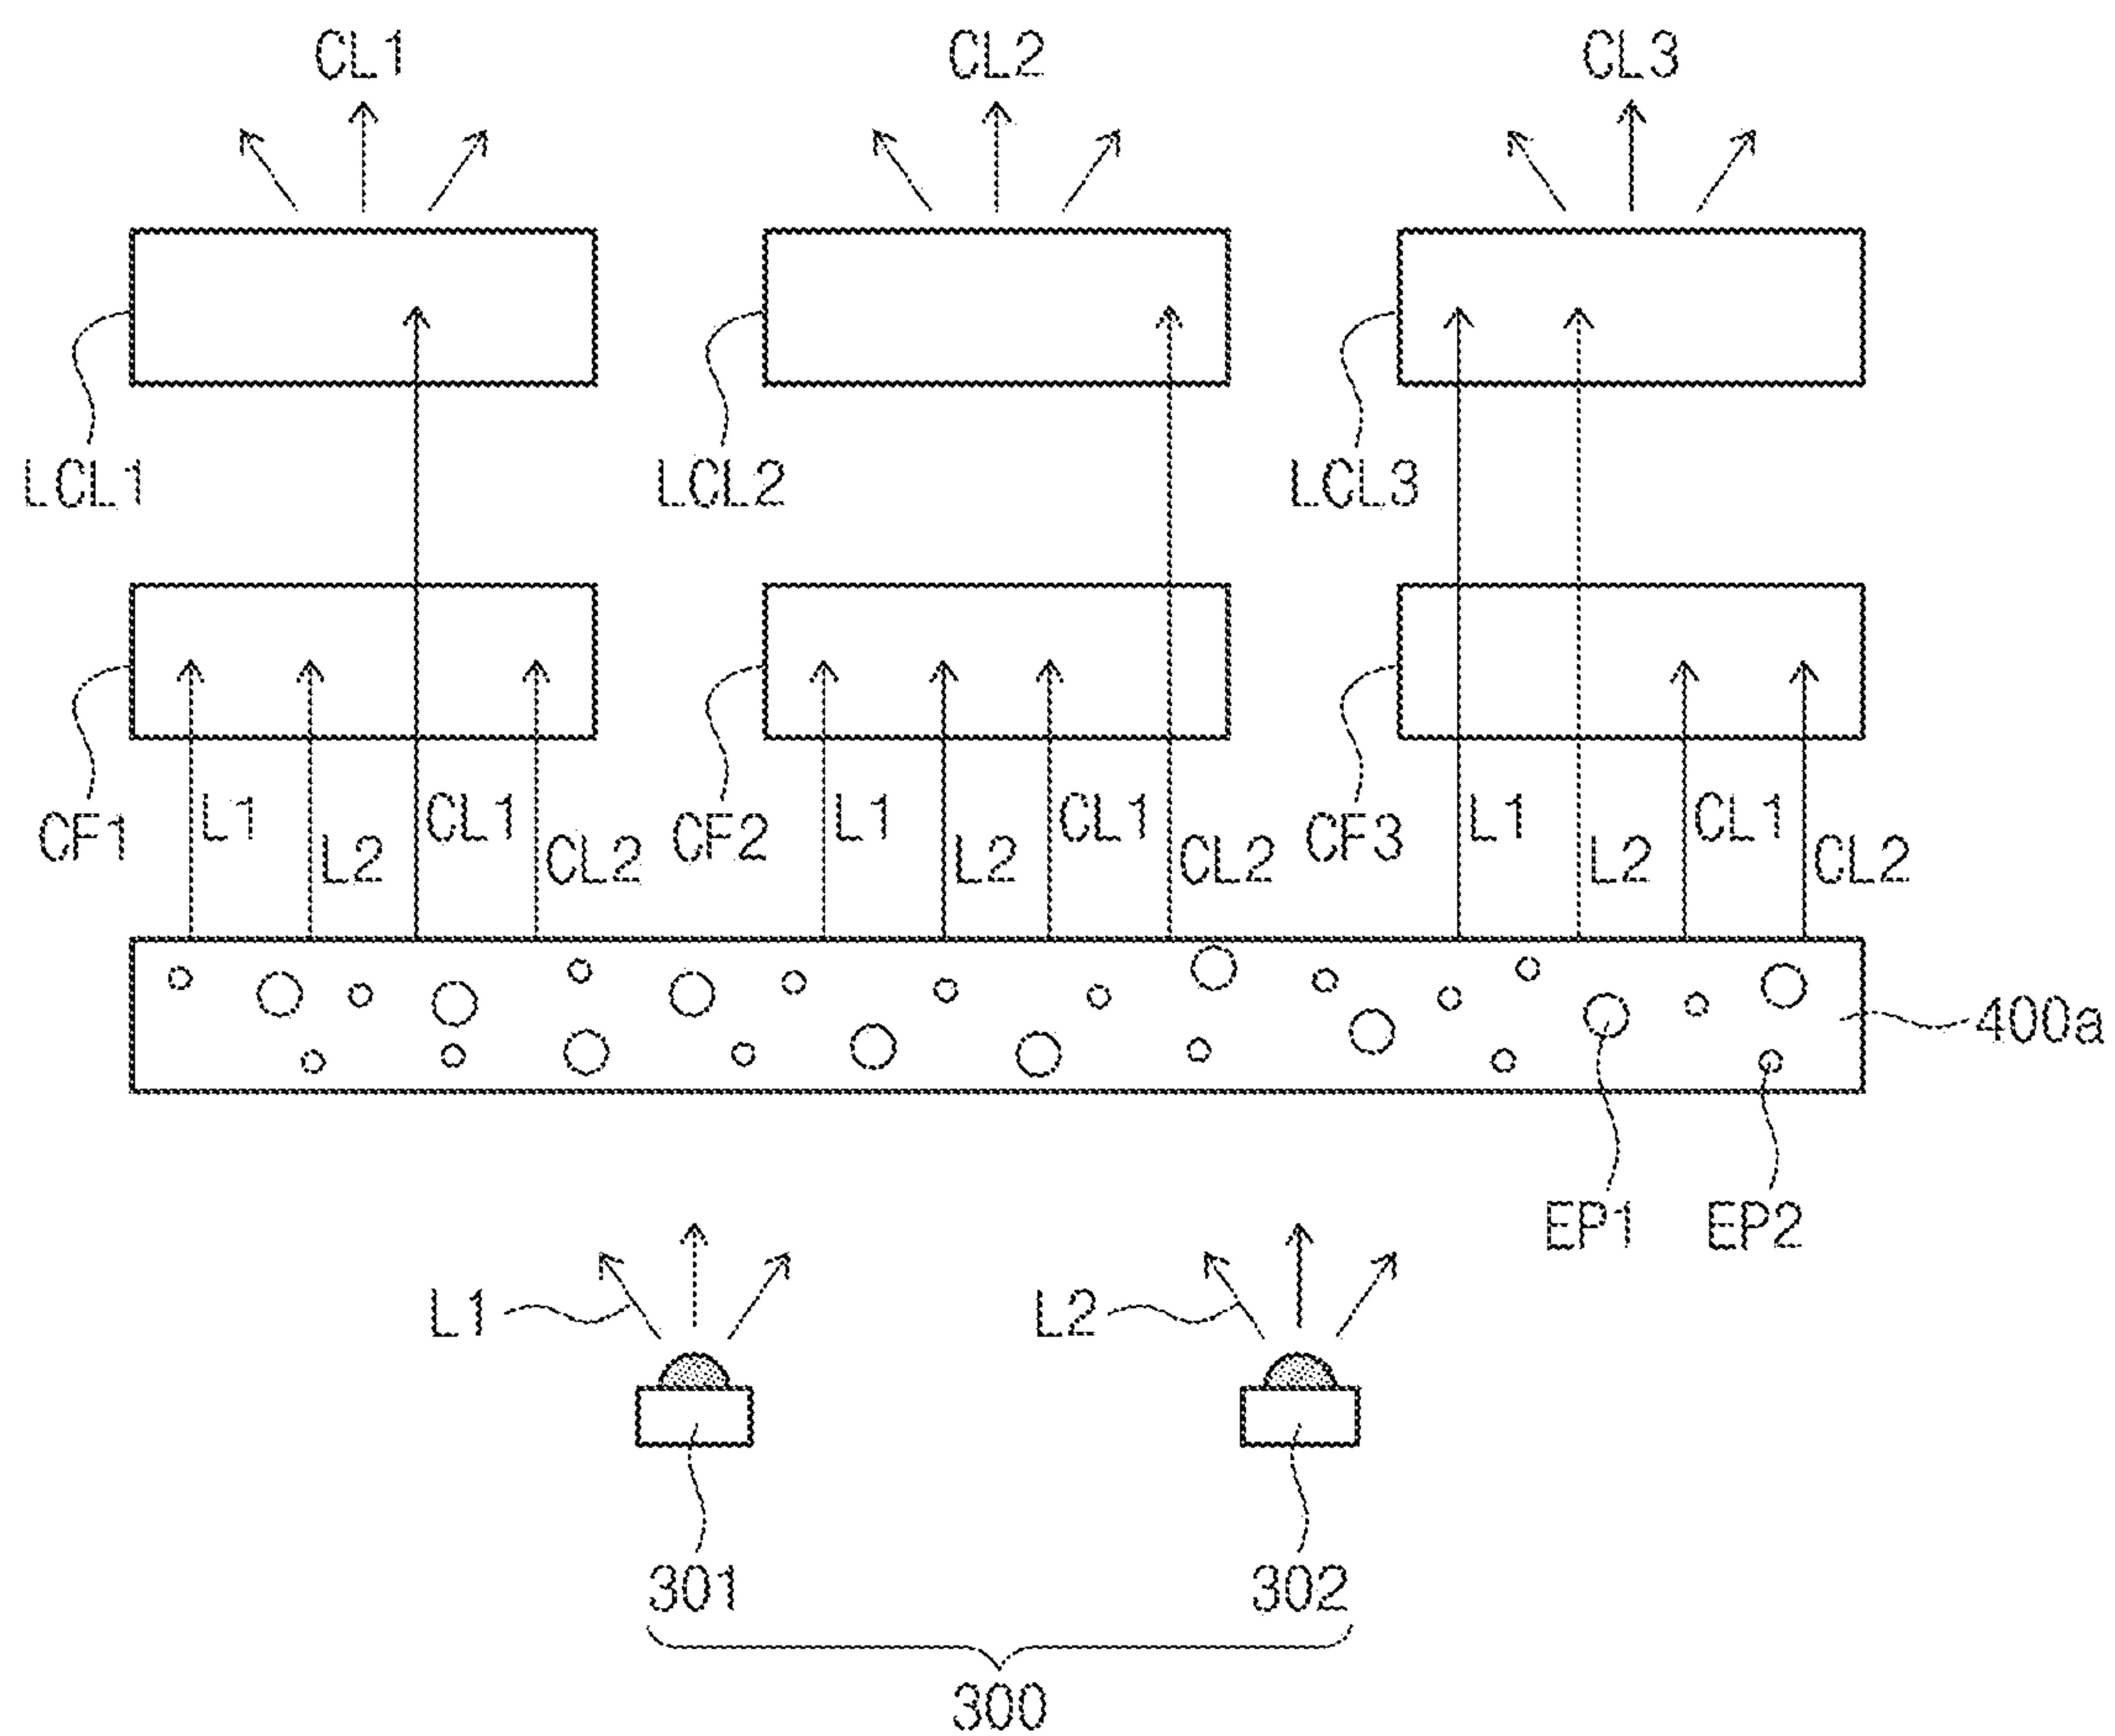 CL1 CL2 CL3
LCL1 LCL2 LCL3
CF1 L1 L2 CL1 CL2 CF2 L1 L2 CL1 CL2 CF3 L1 L2 CL1 CL2
400a
EP1 EP2
L1 L2
301 302
300